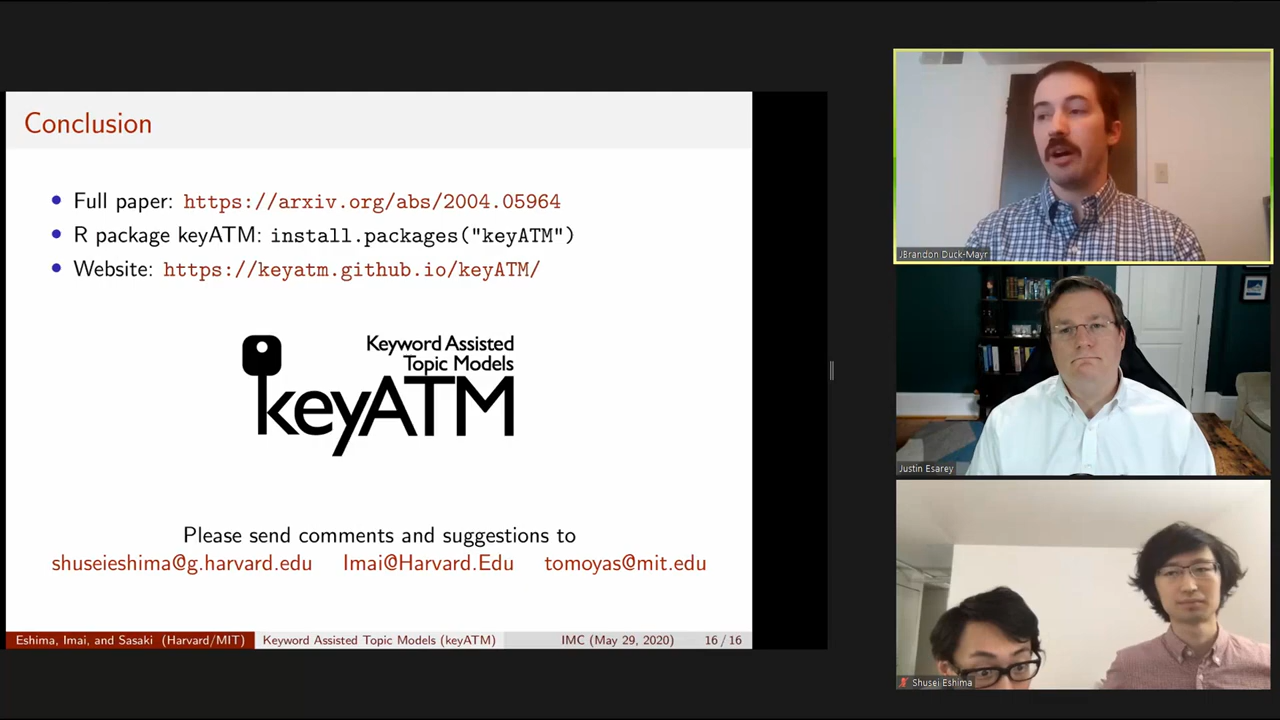 Conclusion
• Full paper: https://arxiv.org/abs/2004.05964
• R package keyATM: install.packages("keyATM")
• Website: https://keyatm.github.io/keyATM/
Keyword Assisted
Topic Models
keyATM
Please send comments and suggestions to
shuseieshima@g.harvard.edu Imai@Harvard.Edu tomoyas@mit.edu
Eshima, Imai, and Sasaki (Harvard/MIT) Keyword Assisted Topic Models (keyATM) IMC (May 29, 2020) 16 / 16
JBrandon Duck-Mayr
Justin Esarey
Shusei Eshima